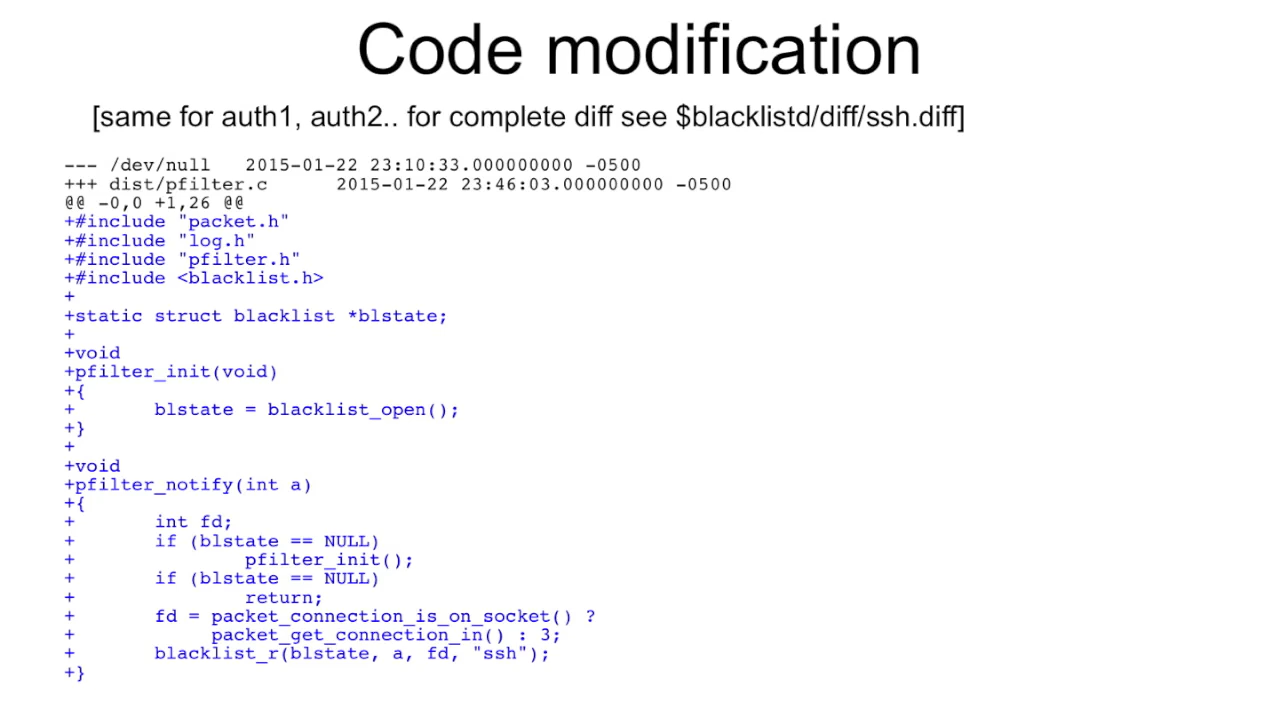 Code modification
[same for auth1, auth2.. for complete diff see $blacklistd/diff/ssh.diff]
--- /dev/null   2015-01-22 23:10:33.000000000 -0500
+++ dist/pfilter.c      2015-01-22 23:46:03.000000000 -0500
@@ -0,0 +1,26 @@
+#include "packet.h"
+#include "log.h"
+#include "pfilter.h"
+#include <blacklist.h>
+
+static struct blacklist *blstate;
+
+void
+pfilter_init(void)
+{
+       blstate = blacklist_open();
+}
+
+void
+pfilter_notify(int a)
+{
+       int fd;
+       if (blstate == NULL)
+               pfilter_init();
+       if (blstate == NULL)
+               return;
+       fd = packet_connection_is_on_socket() ?
+            packet_get_connection_in() : 3;
+       blacklist_r(blstate, a, fd, "ssh");
+}